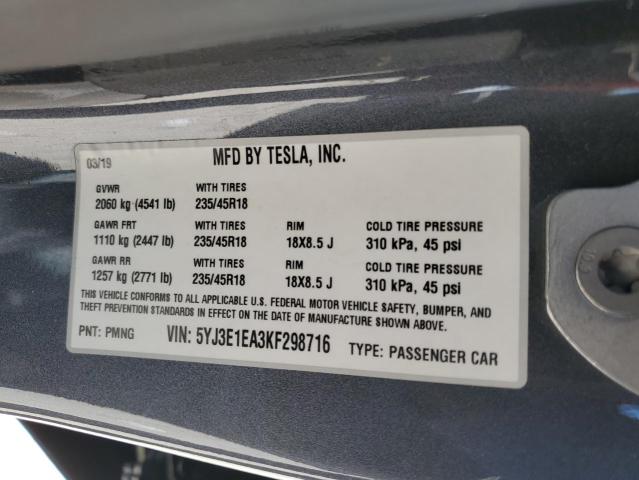 03/19 MFD BY TESLA, INC.
GVWR WITH TIRES
2060 kg (4541 lb) 235/45R18
GAWR FRT WITH TIRES RIM COLD TIRE PRESSURE
1110 kg (2447 lb) 235/45R18 18X8.5 J 310 kPa, 45 psi
GAWR RR WITH TIRES RIM COLD TIRE PRESSURE
1257 kg (2771 lb) 235/45R18 18X8.5 J 310 kPa, 45 psi
THIS VEHICLE CONFORMS TO ALL APPLICABLE U.S. FEDERAL MOTOR VEHICLE SAFETY, BUMPER, AND
THEFT PREVENTION STANDARDS IN EFFECT ON THE DATE OF MANUFACTURE SHOWN ABOVE.
PNT: PMNG VIN: 5YJ3E1EA3KF298716 TYPE: PASSENGER CAR